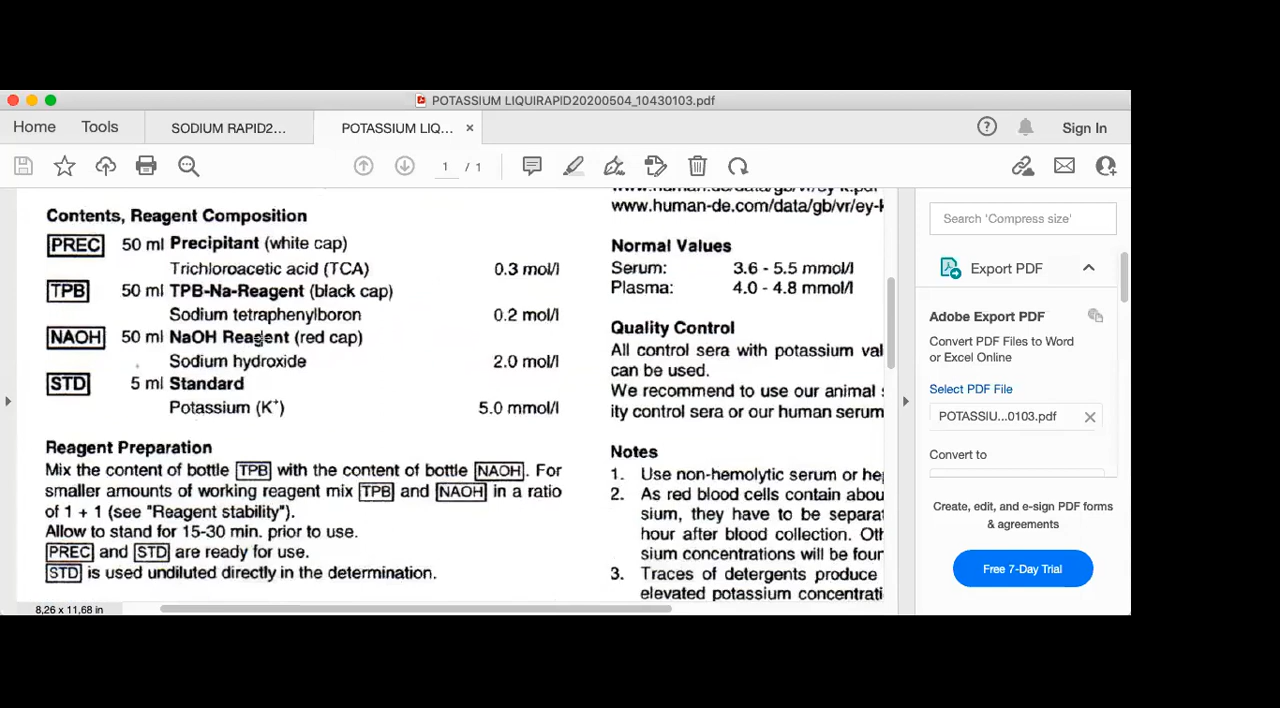 POTASSIUM LIQUIRAPID20200504_10430103.pdf
Home Tools SODIUM RAPID2... POTASSIUM LIQ... × ? Sign In
1 / 1
Contents, Reagent Composition
PREC 50 ml Precipitant (white cap)
Trichloroacetic acid (TCA) 0.3 mol/l
TPB 50 ml TPB-Na-Reagent (black cap)
Sodium tetraphenylboron 0.2 mol/l
NAOH 50 ml NaOH Reagent (red cap)
Sodium hydroxide 2.0 mol/l
STD 5 ml Standard
Potassium (K+) 5.0 mmol/l
Reagent Preparation
Mix the content of bottle TPB with the content of bottle NAOH. For
smaller amounts of working reagent mix TPB and NAOH in a ratio
of 1 + 1 (see "Reagent stability").
Allow to stand for 15-30 min. prior to use.
PREC and STD are ready for use.
STD is used undiluted directly in the determination.
8,26 x 11,68 in
www.human.de/data/gb/vr/ey-k.pdf
www.human-de.com/data/gb/vr/ey-k
Normal Values
Serum: 3.6 - 5.5 mmol/l
Plasma: 4.0 - 4.8 mmol/l
Quality Control
All control sera with potassium val
can be used.
We recommend to use our animal s
ity control sera or our human serum
Notes
1. Use non-hemolytic serum or he
2. As red blood cells contain abou
sium, they have to be separat
hour after blood collection. Oth
sium concentrations will be four
3. Traces of detergents produce
elevated potassium concentrati
Search 'Compress size'
Export PDF
Adobe Export PDF
Convert PDF Files to Word
or Excel Online
Select PDF File
POTASSIU...0103.pdf
Convert to
Create, edit, and e-sign PDF forms
& agreements
Free 7-Day Trial